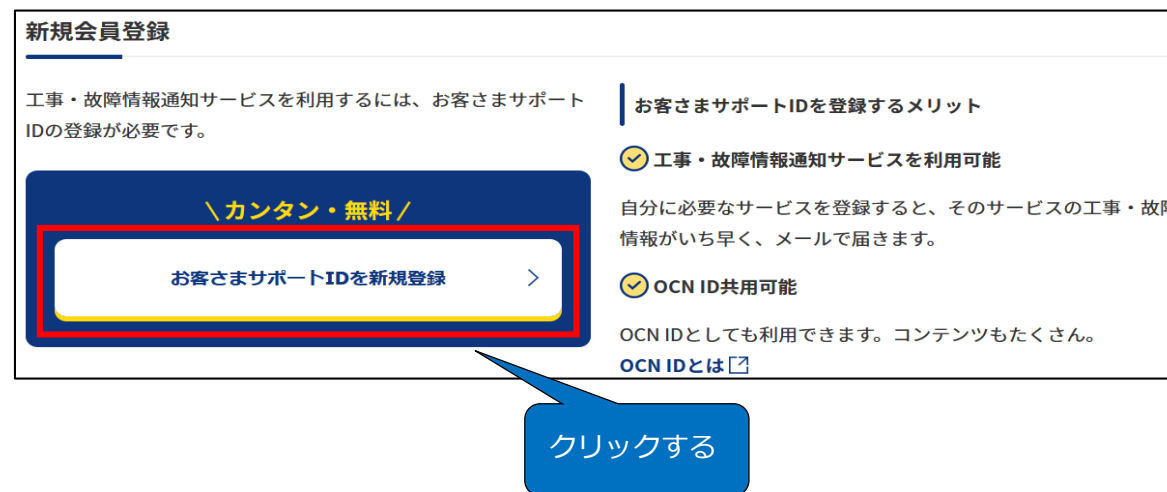 新規会員登録
工事・故障情報通知サービスを利用するには、お客さまサポート
IDの登録が必要です。
\カンタン・無料/
お客さまサポートIDを新規登録
お客さまサポートIDを登録するメリット
工事・故障情報通知サービスを利用可能
自分に必要なサービスを登録すると、そのサービスの工事・故
情報がいち早く、メールで届きます。
OCN ID共用可能
OCN IDとしても利用できます。コンテンツもたくさん。
OCN IDとは
クリックする